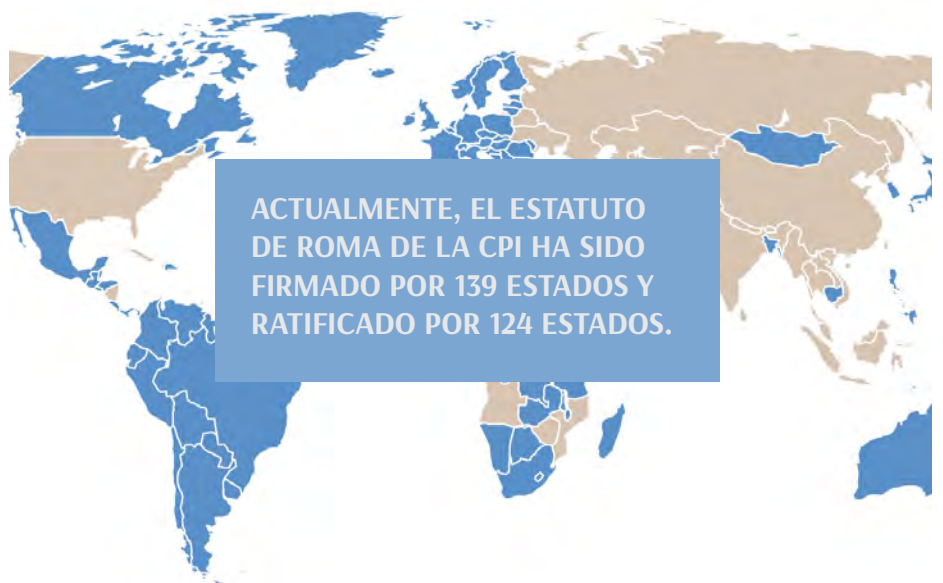 ACTUALMENTE, EL ESTATUTO
DE ROMA DE LA CPI HA SIDO
FIRMADO POR 139 ESTADOS Y
RATIFICADO POR 124 ESTADOS.